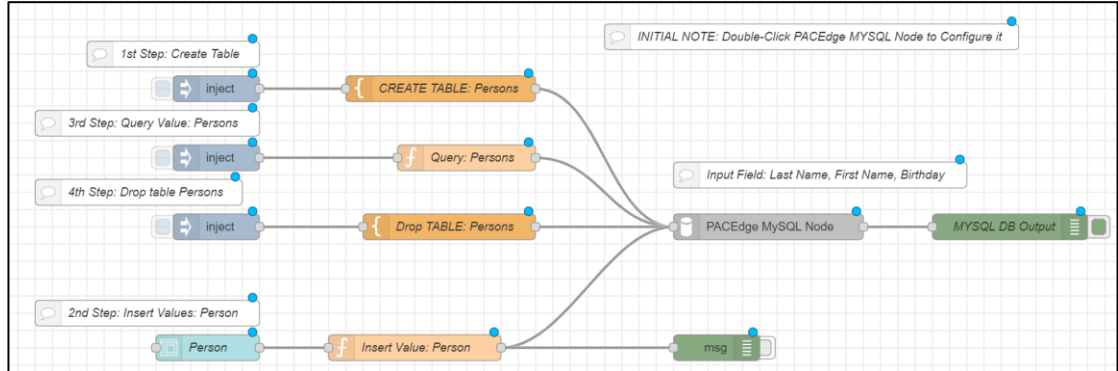 INITIAL NOTE: Double-Click PACEdge MYSQL Node to Configure it
1st Step: Create Table
inject
CREATE TABLE: Persons
3rd Step: Query Value: Persons
inject
Query: Persons
4th Step: Drop table Persons
Input Field: Last Name, First Name, Birthday
inject
Drop TABLE: Persons
PACEdge MySQL Node
MYSQL DB Output
2nd Step: Insert Values: Person
Person
Insert Value: Person
msg